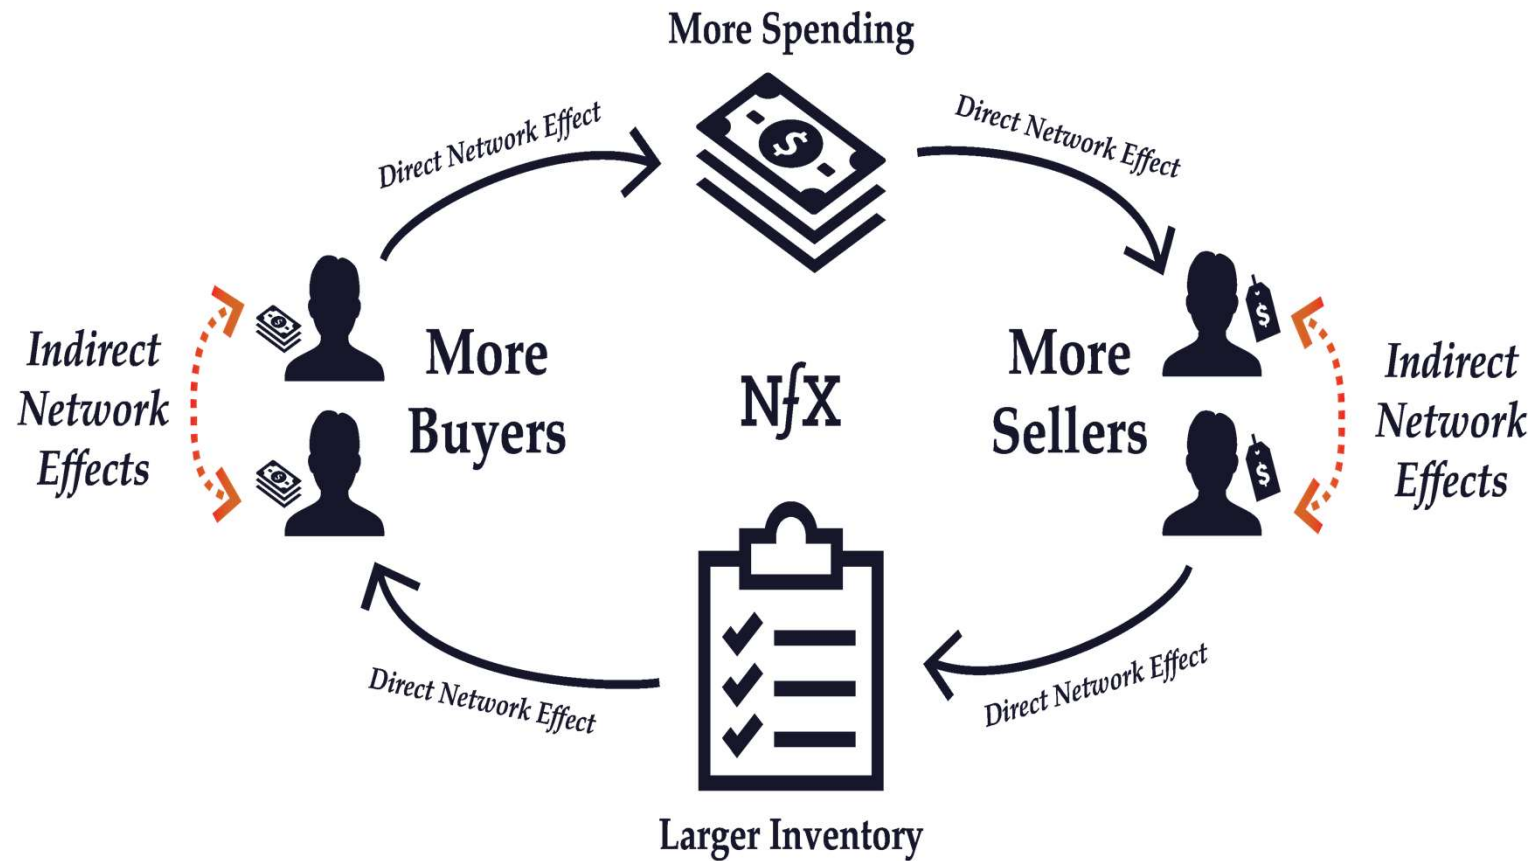 More Spending
Direct Network Effect
Direct Network Effect
$
$
$
Indirect
Network
Effects
More
Buyers
NfX
More
Sellers
Indirect
Network
Effects
$
$
Direct Network Effect
Direct Network Effect
Larger Inventory